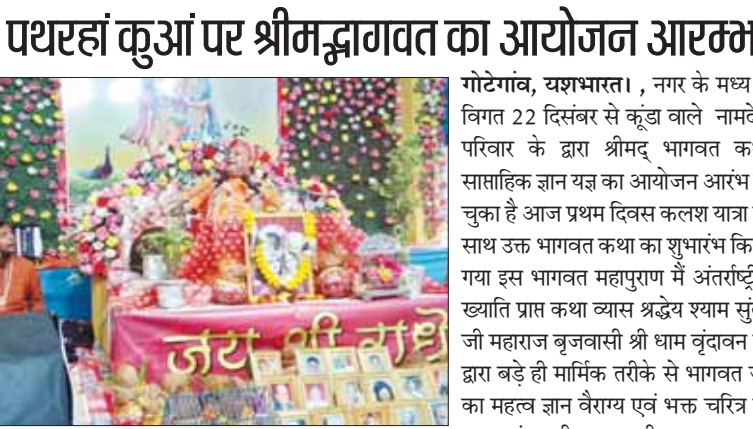 पथरहां कुआं पर श्रीमद्भागवत का आयोजन आरम्भ
गोटेगांव, यशभारत। , नगर के मध्य
विगत 22 दिसंबर से कूंडा वाले
परिवार के द्वारा श्रीमद् भागवत
साप्ताहिक ज्ञान यज्ञ का आयोजन आरंभ
चुका है आज प्रथम दिवस कलश यात्रा
साथ उक्त भागवत कथा का शुभारंभ
गया इस भागवत महापुराण मैं
ख्याति प्राप्त कथा व्यास श्रद्धेय श्याम
जी महाराज बृजवासी श्री धाम वृंदावन
द्वारा बड़े ही मार्मिक तरीके से भागवत
का महत्व ज्ञान वैराग्य एवं भक्त चरित्र
जय श्री राधे